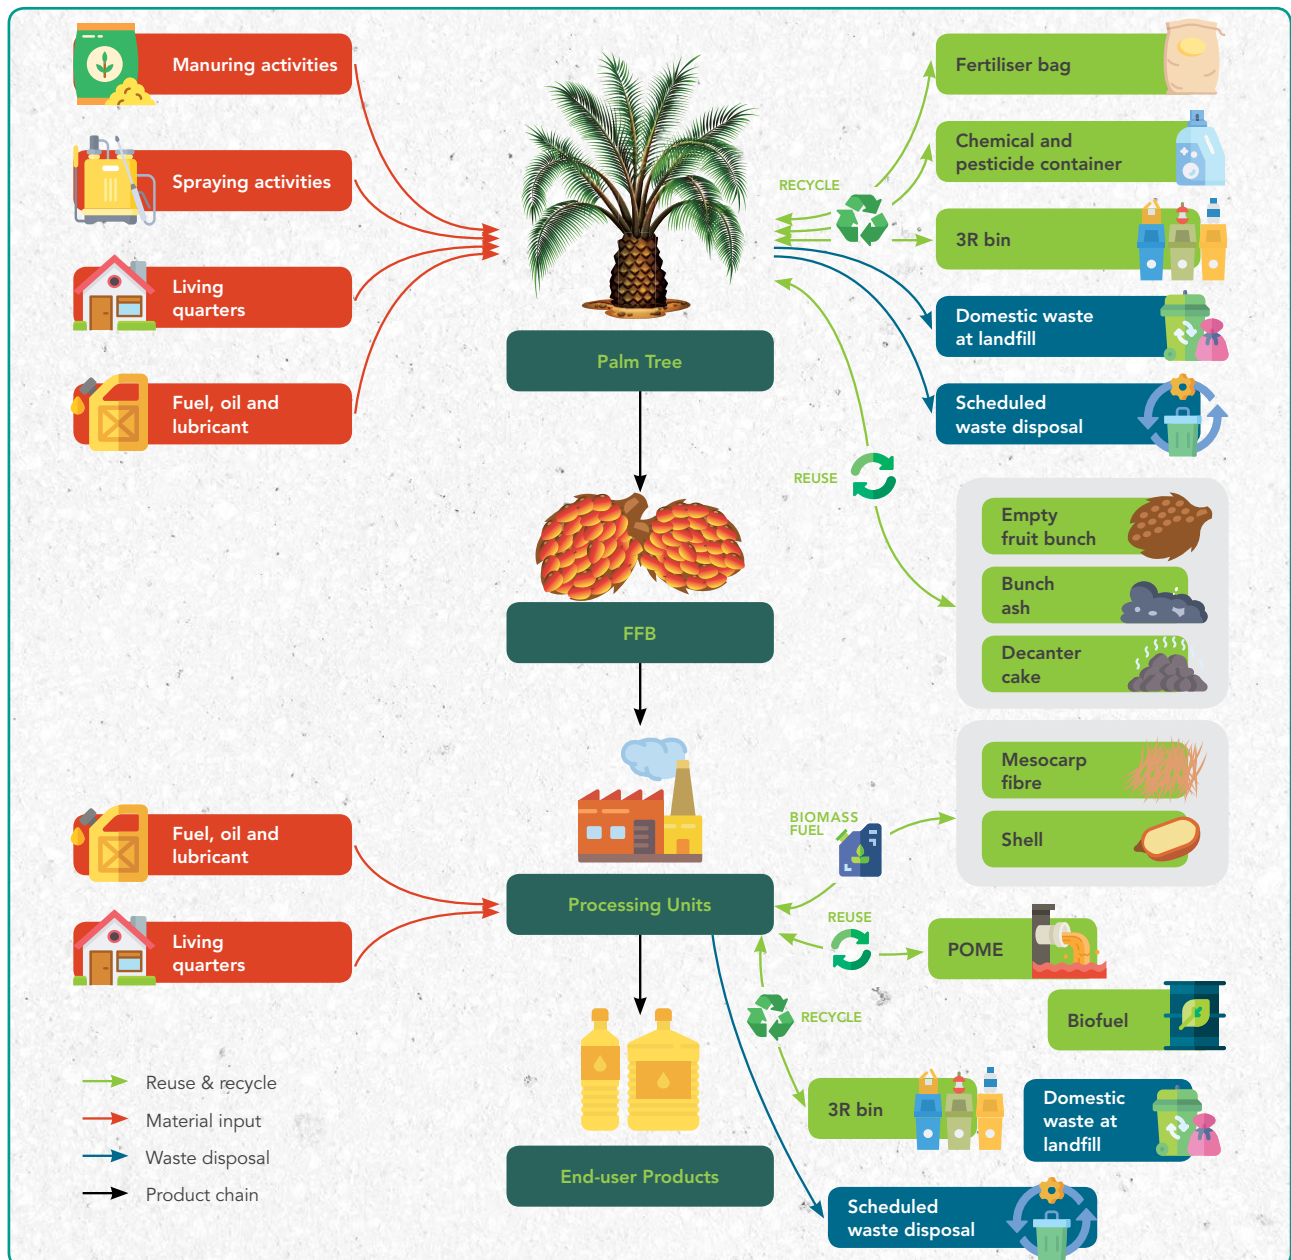 Manuring activities
Spraying activities
Living
quarters
Fuel, oil and
lubricant
Palm Tree
RECYCLE
Fertiliser bag
Chemical and
pesticide container
3R bin
Domestic waste
at landfill
Scheduled
waste disposal
REUSE
Empty
fruit bunch
Bunch
ash
Decanter
cake
FFB
Mesocarp
fibre
Shell
BIOMASS
FUEL
Fuel, oil and
lubricant
Living
quarters
Processing Units
REUSE
POME
Biofuel
RECYCLE
3R bin
Domestic
waste at
landfill
Scheduled
waste disposal
End-user Products
Reuse & recycle
Material input
Waste disposal
Product chain